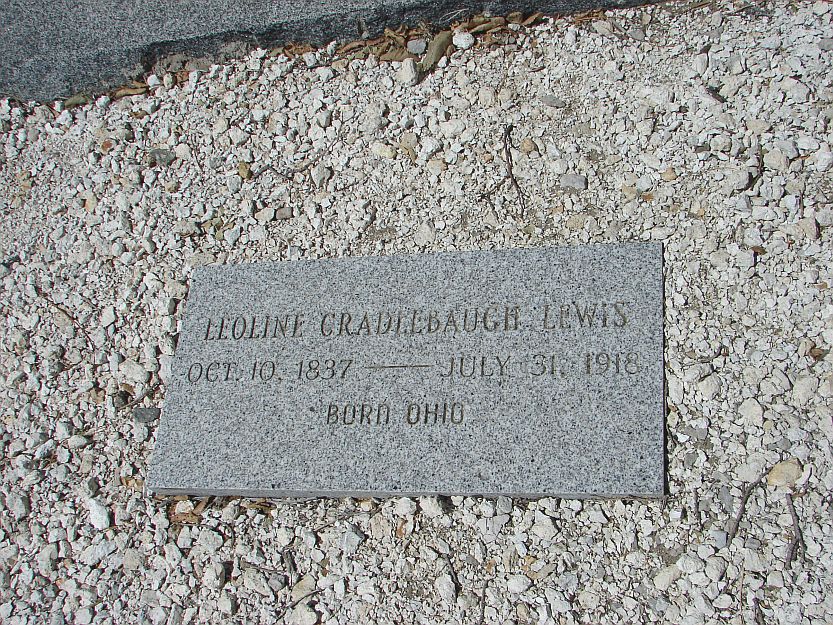 LEOLINE CRADLEBAUGH LEWIS
OCT. 10, 1837 — JULY 31, 1918
BORN OHIO